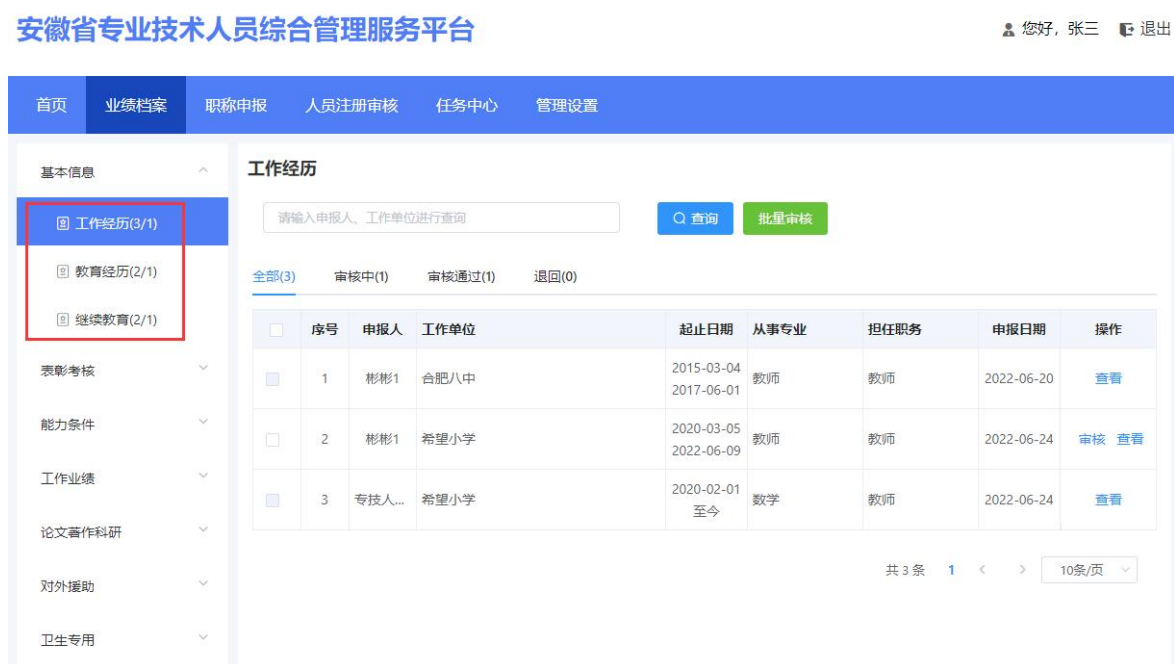 安徽省专业技术人员综合管理服务平台
您好，张三 退出
首页 业绩档案 职称申报 人员注册审核 任务中心 管理设置
基本信息
工作经历(3/1)
教育经历(2/1)
继续教育(2/1)
表彰考核
能力条件
工作业绩
论文著作科研
对外援助
卫生专用
工作经历
请输入申报人、工作单位进行查询 查询 批量审核
全部(3) 审核中(1) 审核通过(1) 退回(0)
序号 申报人 工作单位 起止日期 从事专业 担任职务 申报日期 操作
1 彬彬1 合肥八中 2015-03-04 教师 教师 2022-06-20 查看
2017-06-01
2 彬彬1 希望小学 2020-03-05 教师 教师 2022-06-24 审核 查看
2022-06-09
3 专技人... 希望小学 2020-02-01 数学 教师 2022-06-24 查看
至今
共 3 条 1 10条/页